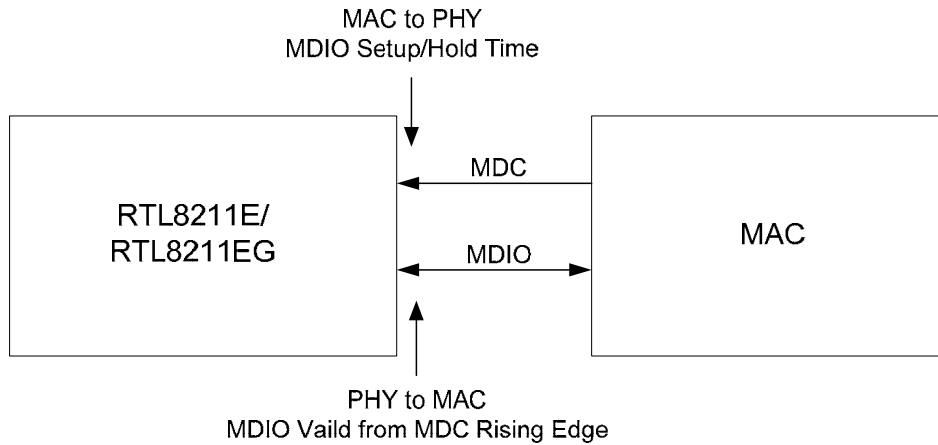 MAC to PHY
MDIO Setup/Hold Time
MDC
RTL8211E/
RTL8211EG
MAC
MDIO
PHY to MAC
MDIO Vaild from MDC Rising Edge